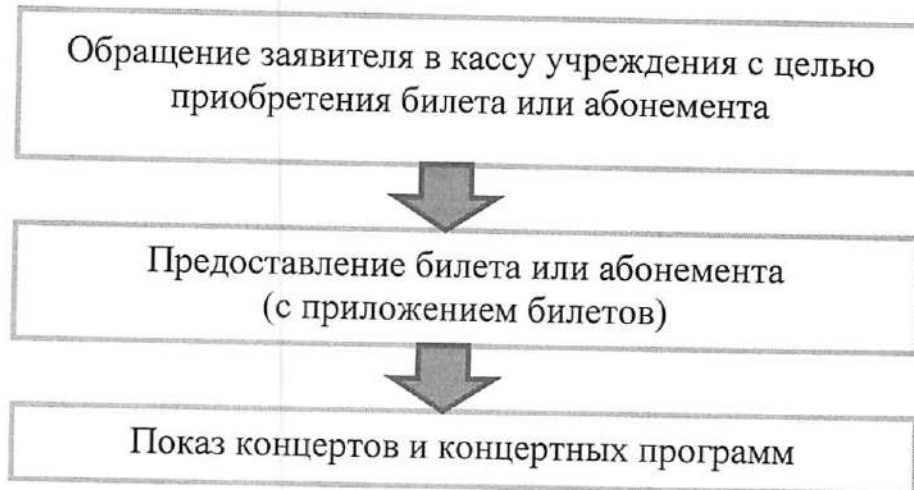 Обращение заявителя в кассу учреждения с целью
приобретения билета или абонемента
Предоставление билета или абонемента
(с приложением билетов)
Показ концертов и концертных программ